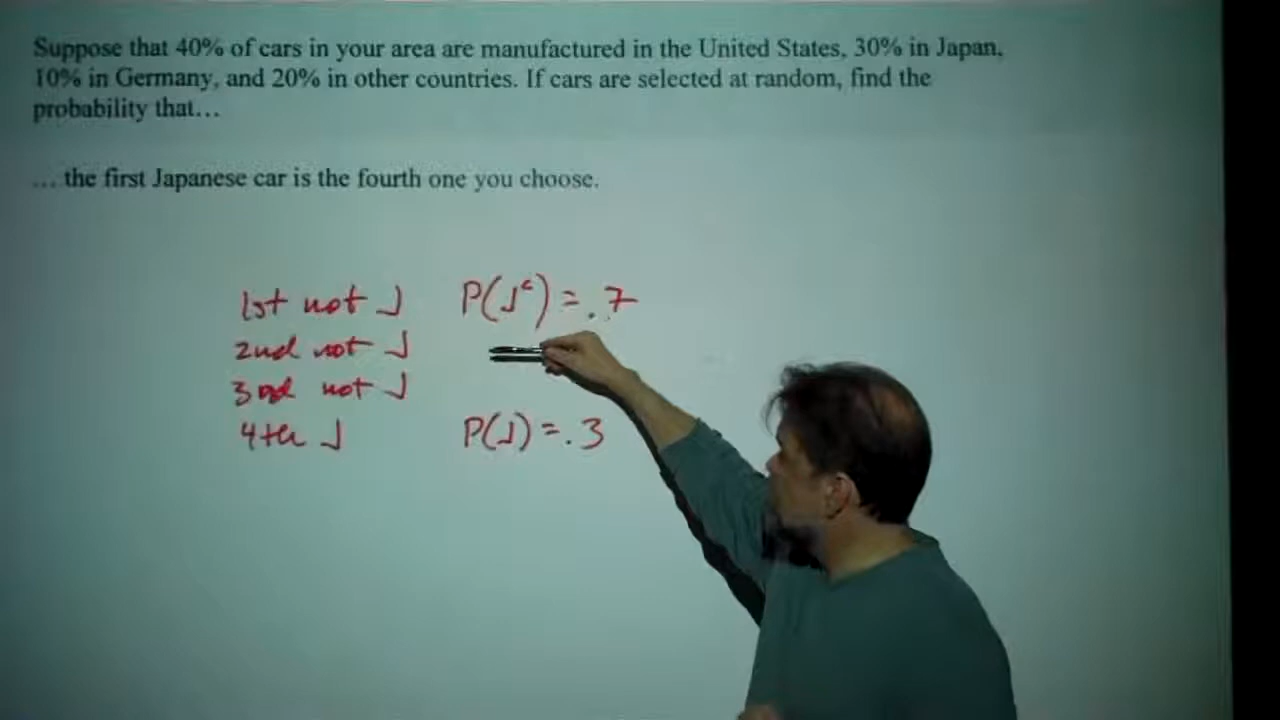 Suppose that 40% of cars in your area are manufactured in the United States, 30% in Japan,
10% in Germany, and 20% in other countries. If cars are selected at random, find the
probability that…
… the first Japanese car is the fourth one you choose.
1st not J P(Jᶜ) = .7
2nd not J
3rd not J
4th J P(J) = .3